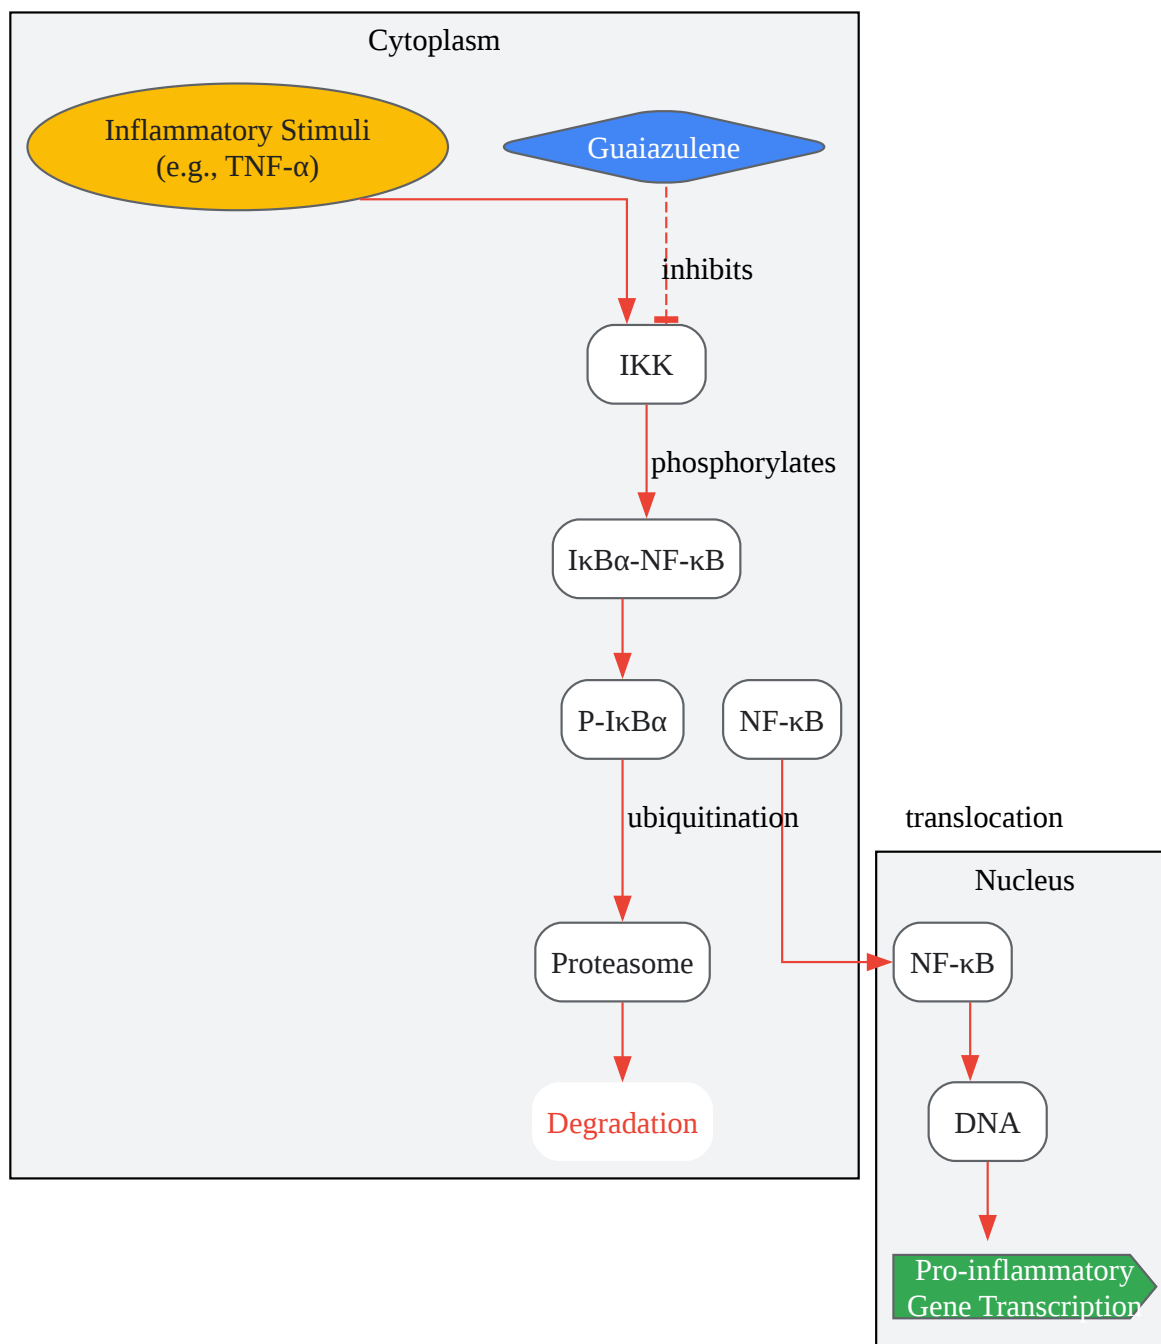 Cytoplasm
Inflammatory Stimuli
(e.g., TNF-α)
Guaiazulene
inhibits
IKK
phosphorylates
IκBα-NF-κB
P-IκBα
NF-κB
ubiquitination
translocation
Nucleus
Proteasome
NF-κB
Degradation
DNA
Pro-inflammatory
Gene Transcription